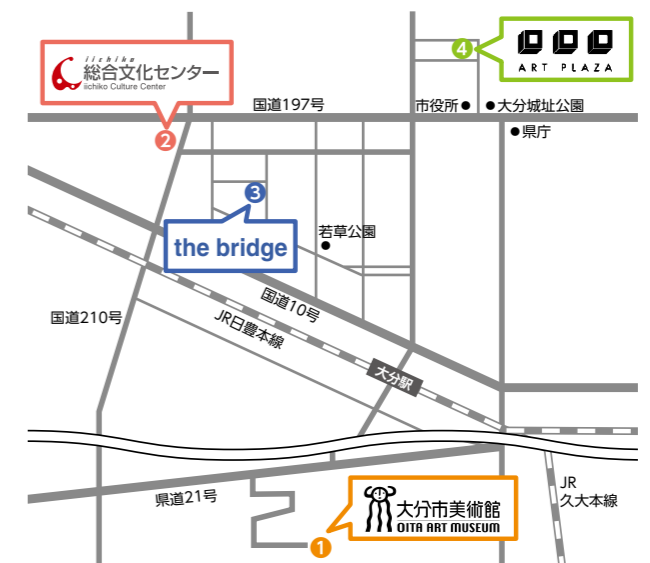 4
ART PLAZA
iichiko
総合文化センター
iichiko Culture Center
国道197号
市役所
大分城址公園
県庁
2
3
the bridge
若草公園
国道10号
国道210号
JR日豊本線
大分駅
県道21号
大分市美術館
OITA ART MUSEUM
1
JR
久大本線